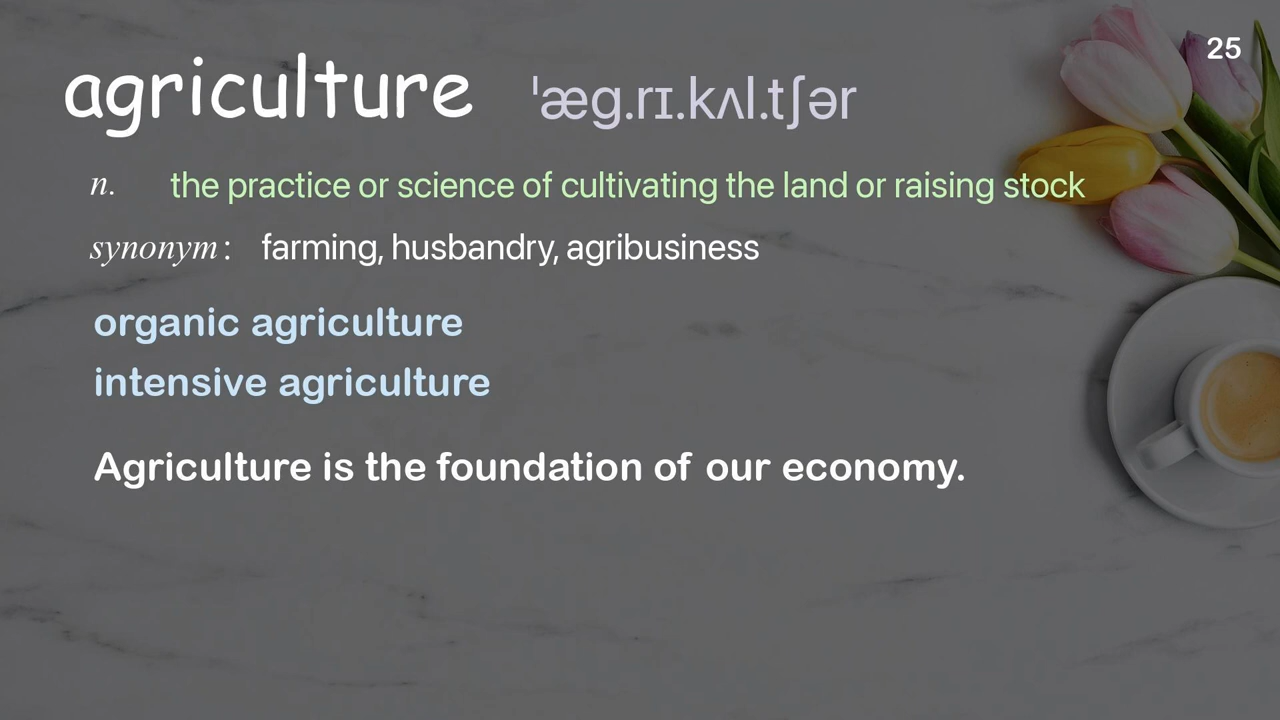 25
agriculture ˈæg.rɪ.kʌl.tʃər
n. the practice or science of cultivating the land or raising stock
synonym: farming, husbandry, agribusiness
organic agriculture
intensive agriculture
Agriculture is the foundation of our economy.